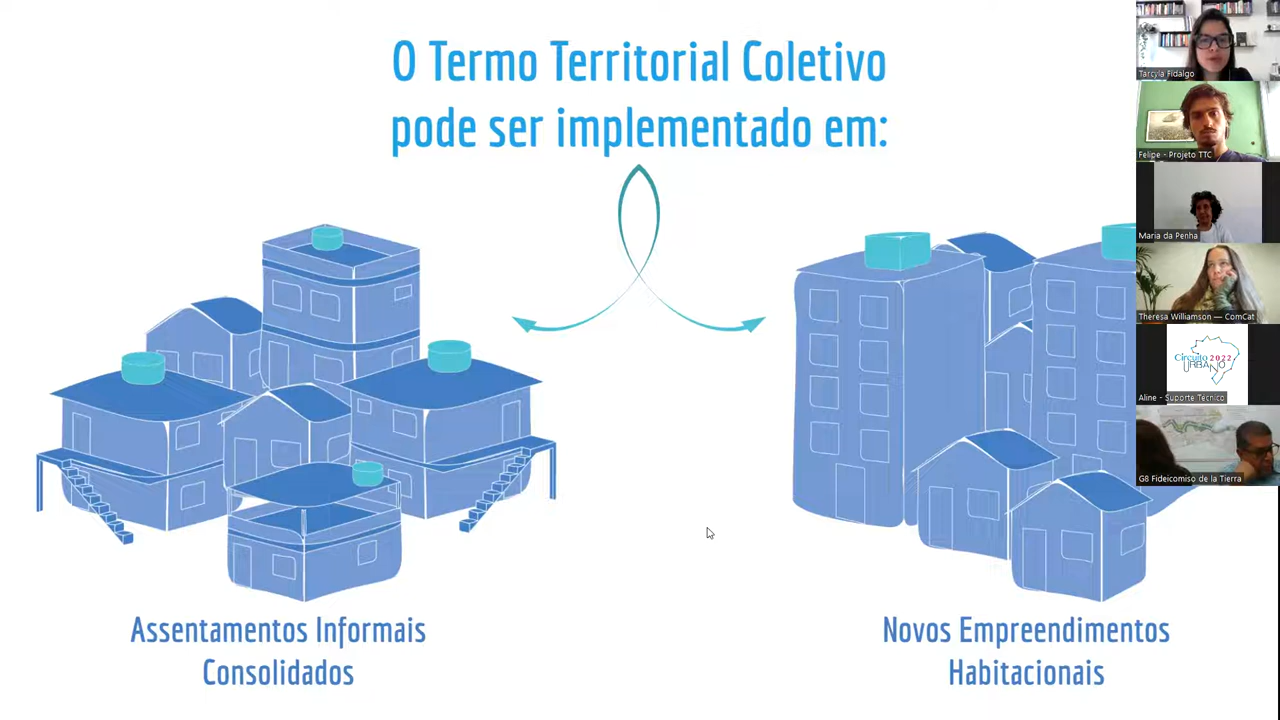 O Termo Territorial Coletivo
pode ser implementado em:
Assentamentos Informais
Consolidados
Novos Empreendimentos
Habitacionais
Tarcyla Fidalgo
Felipe - Projeto TTC
Maria da Penha
Theresa Williamson — ComCat
Circuito 2022
URBANO
Aline - Suporte Técnico
G8 Fideicomiso de la Tierra